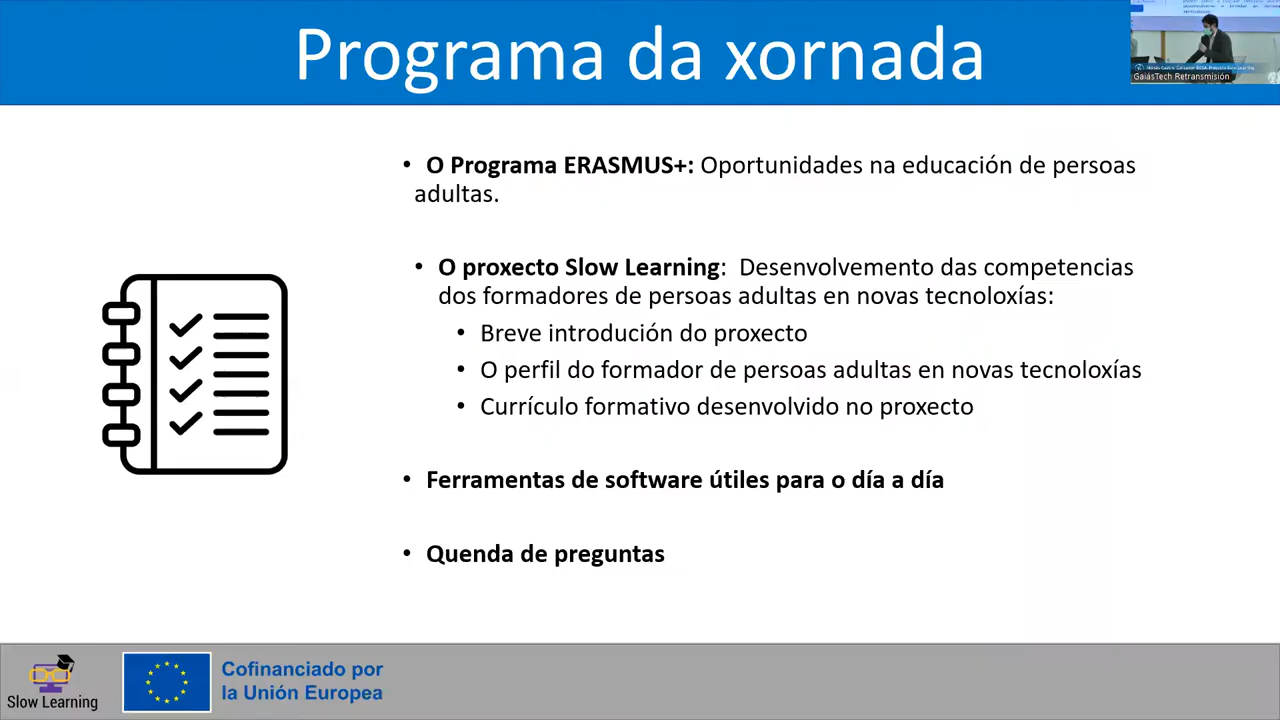 Programa da xornada
GaiásTech Retransmisión
• O Programa ERASMUS+: Oportunidades na educación de persoas
adultas.
• O proxecto Slow Learning: Desenvolvemento das competencias
dos formadores de persoas adultas en novas tecnoloxías:
• Breve introdución do proxecto
• O perfil do formador de persoas adultas en novas tecnoloxías
• Currículo formativo desenvolvido no proxecto
• Ferramentas de software útiles para o día a día
• Quenda de preguntas
Slow Learning
Cofinanciado por
la Unión Europea